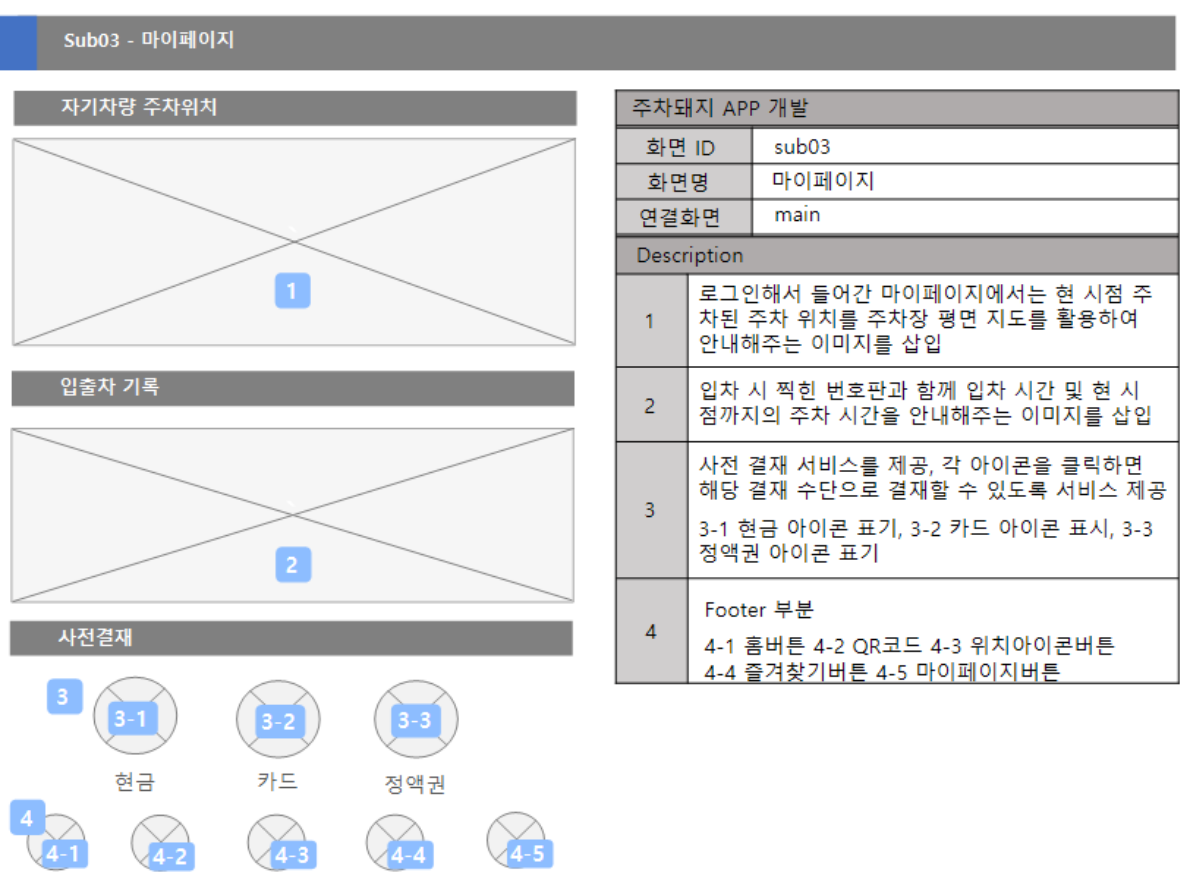 Sub03 - 마이페이지
자기차량 주차위치
1
입출차 기록
2
사전결재
3
3-1
3-2
3-3
현금
카드
정액권
4
4-1
4-2
4-3
4-4
4-5
주차돼지 APP 개발
화면 ID
sub03
화면명
마이페이지
연결화면
main
Description
1
로그인해서 들어간 마이페이지에서는 현 시점 주
차된 주차 위치를 주차장 평면 지도를 활용하여
안내해주는 이미지를 삽입
2
입차 시 찍힌 번호판과 함께 입차 시간 및 현 시
점까지의 주차 시간을 안내해주는 이미지를 삽입
3
사전 결재 서비스를 제공, 각 아이콘을 클릭하면
해당 결재 수단으로 결재할 수 있도록 서비스 제공
3-1 현금 아이콘 표기, 3-2 카드 아이콘 표시, 3-3
정액권 아이콘 표기
4
Footer 부분
4-1 홈버튼 4-2 QR코드 4-3 위치아이콘버튼
4-4 즐겨찾기버튼 4-5 마이페이지버튼